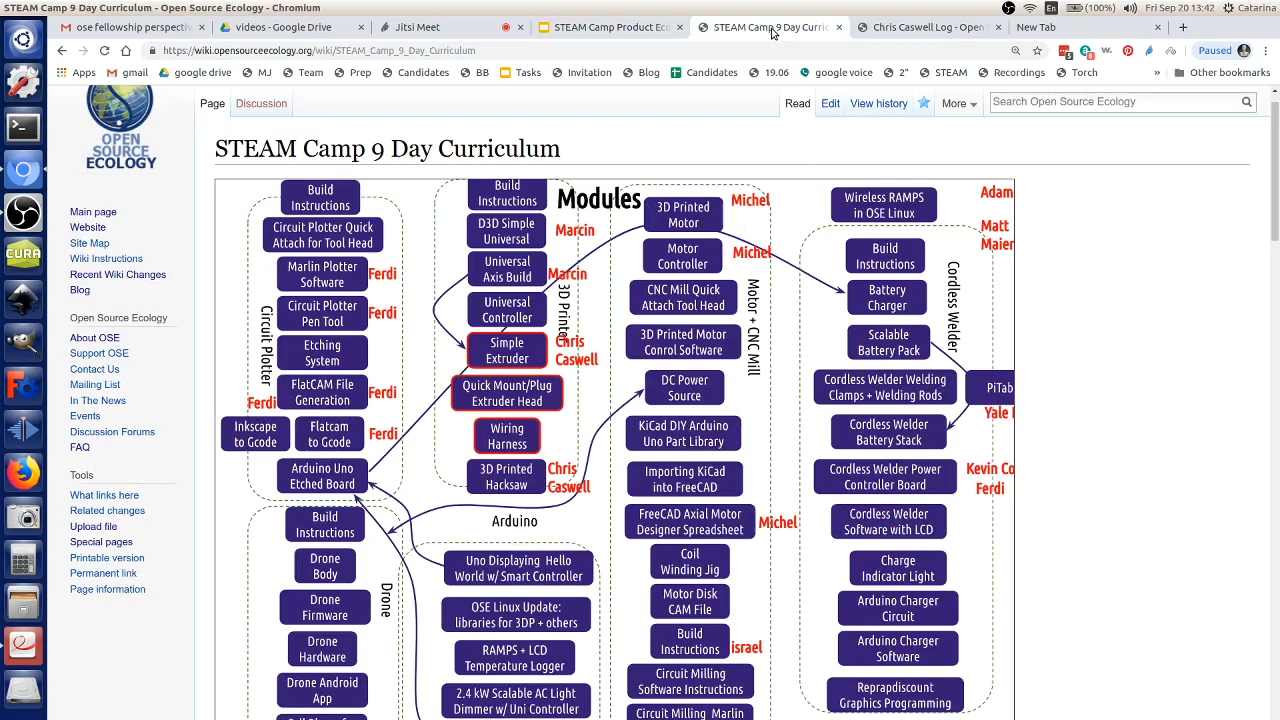 STEAM Camp 9 Day Curriculum - Open Source Ecology - Chromium
En (100%) Fri Sep 20 13:42 Catarina
ose fellowship perspectiv
videos - Google Drive
Jitsi Meet
STEAM Camp Product Eco
STEAM Camp 9 Day Curric
Chris Caswell Log - Open S
New Tab
https://wiki.opensourceecology.org/wiki/STEAM_Camp_9_Day_Curriculum
Paused
Apps gmail google drive MJ Team Prep Candidates BB Tasks Invitation Blog Candidates 19.06 google voice 2" STEAM Recordings Torch » Other bookmarks
OPEN
SOURCE
ECOLOGY
Page Discussion Read Edit View history More Search Open Source Ecology
STEAM Camp 9 Day Curriculum
Main page
Website
Site Map
Wiki Instructions
Recent Wiki Changes
Blog
Open Source Ecology
About OSE
Support OSE
Contact Us
Mailing List
In The News
Events
Discussion Forums
FAQ
Tools
What links here
Related changes
Upload file
Special pages
Printable version
Permanent link
Page information
Modules
Circuit Plotter
Build
Instructions
Circuit Plotter Quick
Attach for Tool Head
Marlin Plotter
Software
Ferdi
Circuit Plotter
Pen Tool
Ferdi
Etching
System
FlatCAM File
Generation
Ferdi
Ferdi
Inkscape
to Gcode
Flatcam
to Gcode
Ferdi
Arduino Uno
Etched Board
Drone
Build
Instructions
Drone
Body
Drone
Firmware
Drone
Hardware
Drone Android
App
3D Printer
Build
Instructions
D3D Simple
Universal
Marcin
Universal
Axis Build
Marcin
Universal
Controller
Simple
Extruder
Chris
Caswell
Quick Mount/Plug
Extruder Head
Wiring
Harness
3D Printed
Hacksaw
Chris
Caswell
Arduino
Uno Displaying Hello
World w/ Smart Controller
OSE Linux Update:
libraries for 3DP + others
RAMPS + LCD
Temperature Logger
2.4 kW Scalable AC Light
Dimmer w/ Uni Controller
Motor + CNC Mill
3D Printed
Motor
Michel
Motor
Controller
Michel
CNC Mill Quick
Attach Tool Head
3D Printed Motor
Conrol Software
DC Power
Source
KiCad DIY Arduino
Uno Part Library
Importing KiCad
into FreeCAD
FreeCAD Axial Motor
Designer Spreadsheet
Michel
Coil
Winding Jig
Motor Disk
CAM File
Build
Instructions
israel
Circuit Milling
Software Instructions
Circuit Milling Marlin
Wireless RAMPS
in OSE Linux
Adam
Matt
Maier
Cordless Welder
Build
Instructions
Battery
Charger
Scalable
Battery Pack
Cordless Welder Welding
Clamps + Welding Rods
PiTab
Yale
Cordless Welder
Battery Stack
Cordless Welder Power
Controller Board
Kevin Co
Ferdi
Cordless Welder
Software with LCD
Charge
Indicator Light
Arduino Charger
Circuit
Arduino Charger
Software
Reprapdiscount
Graphics Programming